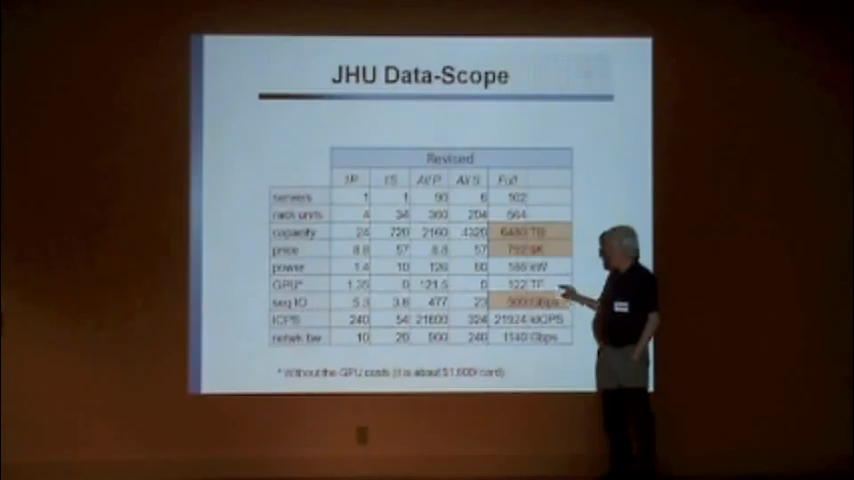 JHU Data-Scope
Revised
1P 1S All P All S Full
servers 1 1 90 6 102
rack units 4 34 360 204 564
capacity 24 720 2160 4320 6480 TB
price 8.8 57 8.8 57 792 $K
power 1.4 10 126 60 186 kW
GPU* 1.35 0 121.5 0 122 TF
seq IO 5.3 3.8 477 23 500 Gbps
IOPS 240 54 21600 324 21924 kIOPS
netwk bw 10 20 900 240 1140 Gbps
* Without the GPU costs (it is about $1,600/card)